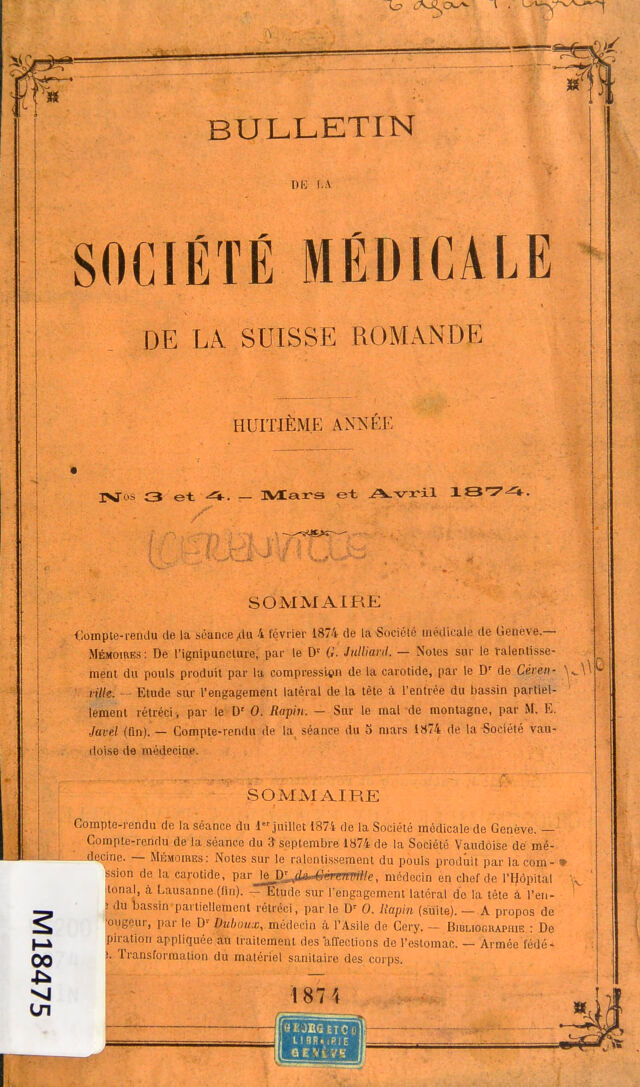 BULLETIN
DE LA
SOCIÉTÉ MÉDICALE
DE LA SUISSE ROMANDE
HUITIÈME ANNÉE
Nos 3 et 4. — Mars et Avril 1874.
CÉRENVILLE
SOMMAIRE
Compte-rendu de la séance du 4 février 1874 de la Société médicale de Genève.—
MÉMOIRES: De l'ignipuncture, par le Dr G. Julliard. — Notes sur le ralentisse-
ment du pouls produit par la compression de la carotide, par le Dr de Céren-
ville. — Etude sur l'engagement latéral de la tête à l'entrée du bassin partiel-
lement rétréci, par le Dr O. Rapin. — Sur le mal de montagne, par M. E.
Javel (fin). — Compte-rendu de la séance du 5 mars 1874 de la Société vau-
doise de médecine.
SOMMAIRE
Compte-rendu de la séance du 1er juillet 1874 de la Société médicale de Genève. —
Compte-rendu de la séance du 3 septembre 1874 de la Société Vaudoise de mé-
decine. — MÉMOIRES: Notes sur le ralentissement du pouls produit par la com-
ssion de la carotide, par le Dr de Cérenville, médecin en chef de l'Hôpital
tonal, à Lausanne (fin). — Etude sur l'engagement latéral de la tête à l'en-
du bassin partiellement rétréci, par le Dr O. Rapin (suite). — A propos de
ougeur, par le Dr Duboux, médecin à l'Asile de Cery. — BIBLIOGRAPHIE: De
piration appliquée au traitement des affections de l'estomac. — Armée fédé-
. Transformation du matériel sanitaire des corps.
1874
GEORG ET CO
LIBRAIRIE
GENÈVE
M18475